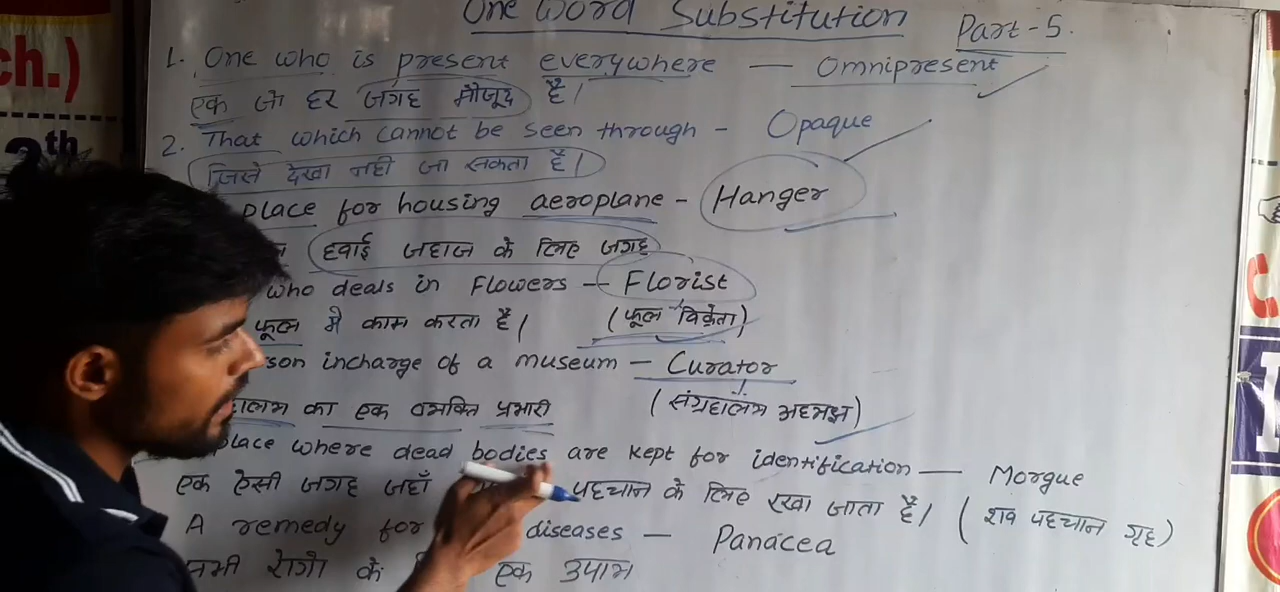 One Word Substitution Part-5.
1. One who is present everywhere — Omnipresent
एक जो हर जगह मौजूद है।
2. That which cannot be seen through - Opaque
जिसे देखा नही जा सकता है।
place for housing aeroplane - Hanger
हवाई जहाज के लिए जगह
who deals in Flowers — Florist
फूल मे काम करता है। (फूल विक्रेता)
son incharge of a museum — Curator
का एक व्यक्ति प्रभारी (संग्रहालय अध्यक्ष)
place where dead bodies are kept for identification — Morgue
एक ऐसी जगह जहाँ पहचान के लिए रखा जाता है। (शव पहचान गृह)
A remedy for diseases — Panacea
रोगो के एक उपाय
ch.)
th